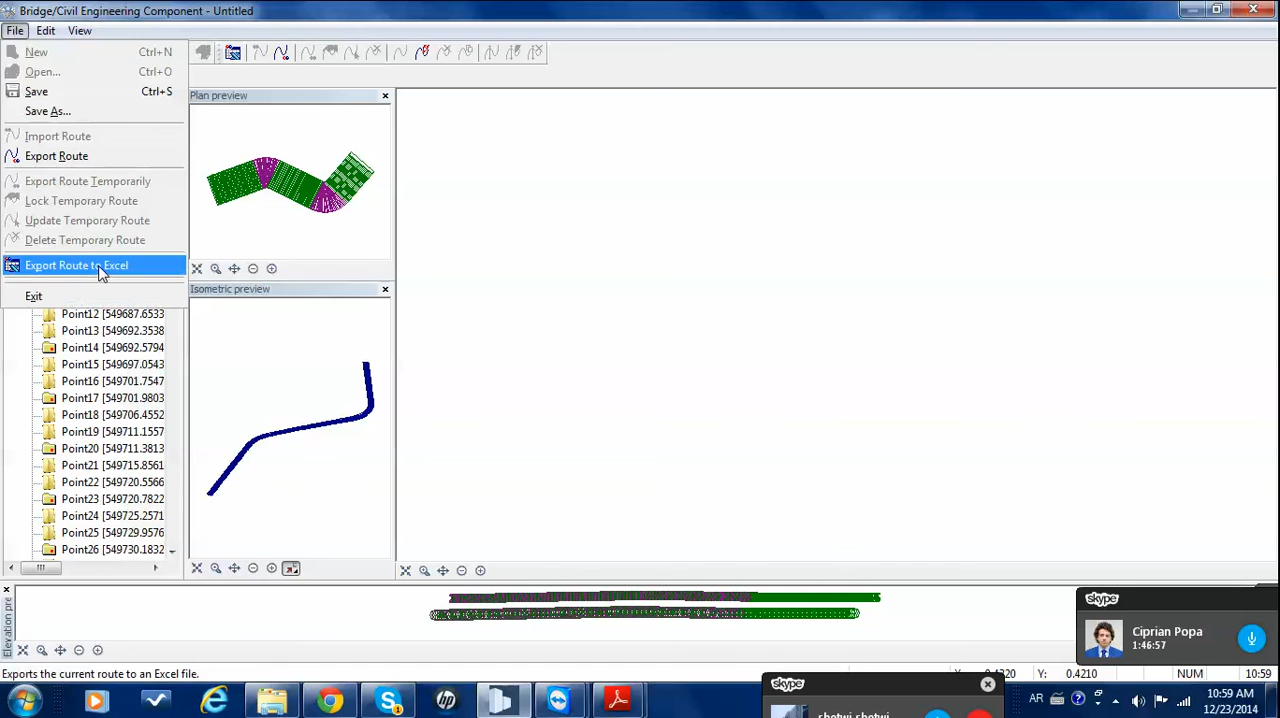 Bridge/Civil Engineering Component - Untitled
File Edit View
New Ctrl+N
Open... Ctrl+O
Save Ctrl+S
Save As...
Import Route
Export Route
Export Route Temporarily
Lock Temporary Route
Update Temporary Route
Delete Temporary Route
Export Route to Excel
Exit
Point12 [549687.6533
Point13 [549692.3538
Point14 [549692.5794
Point15 [549697.0543
Point16 [549701.7547
Point17 [549701.9803
Point18 [549706.4552
Point19 [549711.1557
Point20 [549711.3813
Point21 [549715.8561
Point22 [549720.5566
Point23 [549720.7822
Point24 [549725.2571
Point25 [549729.9576
Point26 [549730.1832
Plan preview
Isometric preview
Elevation pre
skype
Ciprian Popa
1:46:57
Exports the current route to an Excel file.
Y: 0.4210 NUM 10:59
skype
shetwi shetwi
AR
10:59 AM
12/23/2014